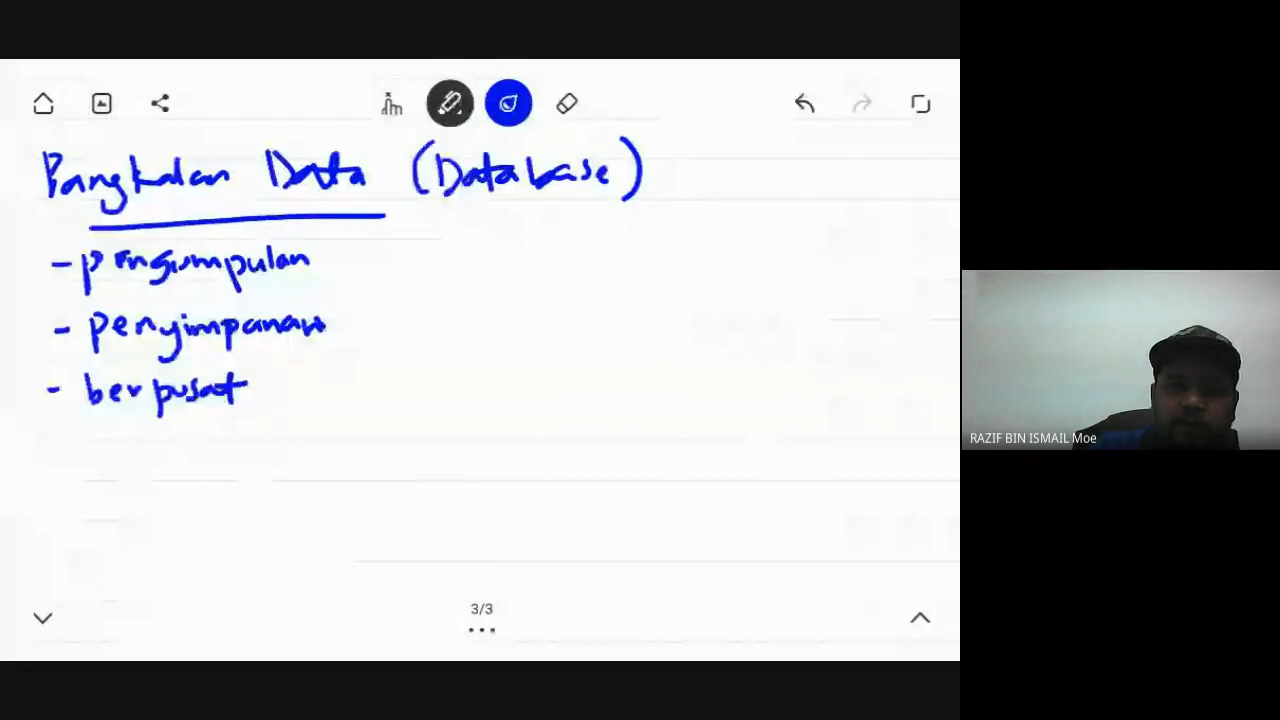 Pangkalan Data (Database)
- pengumpulan
- penyimpanan
- berpusat
3/3
RAZIF BIN ISMAIL Moe